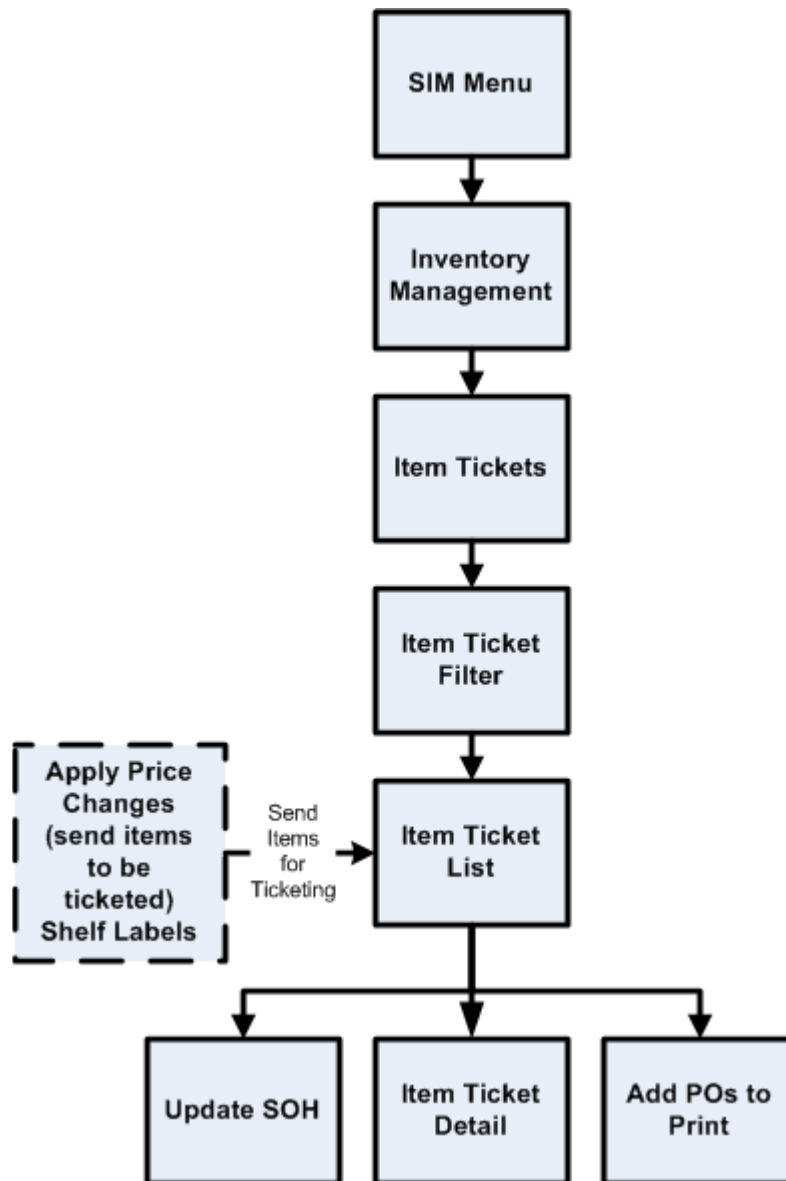 SIM Menu
Inventory
Management
Item Tickets
Item Ticket
Filter
Apply Price
Changes
(send items
to be
ticketed)
Shelf Labels
Send
Items
for
Ticketing
Item Ticket
List
Update SOH
Item Ticket
Detail
Add POs to
Print